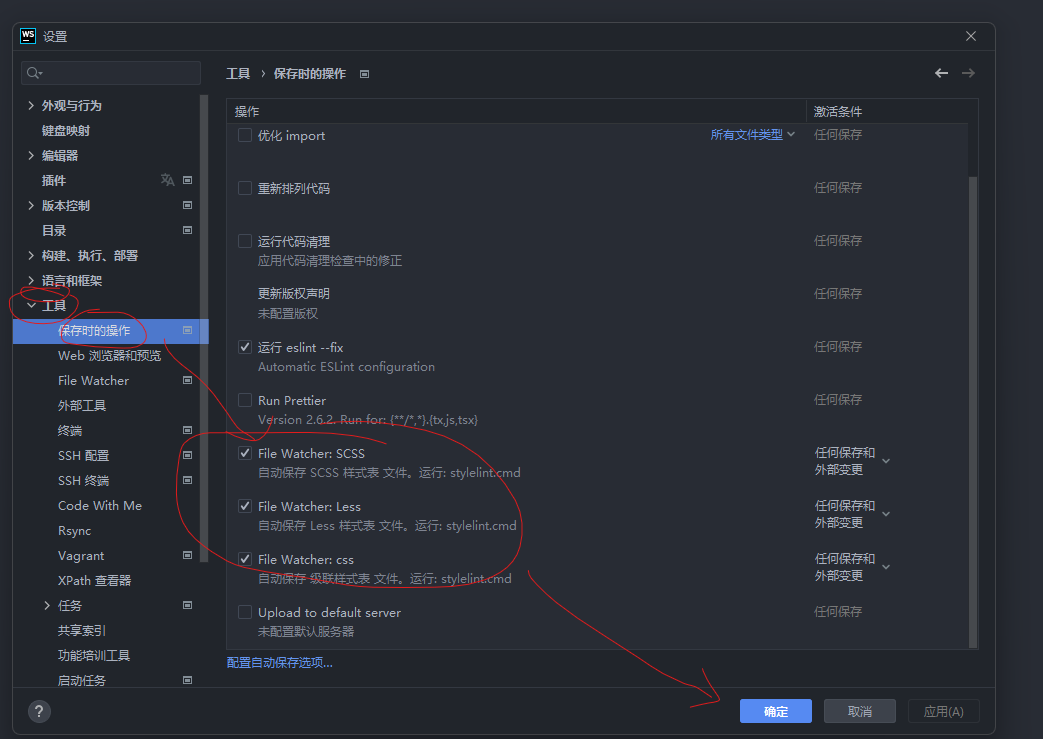 WS 设置
工具 › 保存时的操作
外观与行为
键盘映射
编辑器
插件
版本控制
目录
构建、执行、部署
语言和框架
工具
保存时的操作
Web 浏览器和预览
File Watcher
外部工具
终端
SSH 配置
SSH 终端
Code With Me
Rsync
Vagrant
XPath 查看器
任务
共享索引
功能培训工具
启动任务
操作 激活条件
优化 import 所有文件类型 任何保存
重新排列代码 任何保存
运行代码清理 任何保存
应用代码清理检查中的修正
更新版权声明 任何保存
未配置版权
运行 eslint --fix 任何保存
Automatic ESLint configuration
Run Prettier 任何保存
Version 2.6.2. Run for: {**/*,*}.{tx,js,tsx}
File Watcher: SCSS 任何保存和
自动保存 SCSS 样式表 文件。运行: stylelint.cmd 外部变更
File Watcher: Less 任何保存和
自动保存 Less 样式表 文件。运行: stylelint.cmd 外部变更
File Watcher: css 任何保存和
自动保存 级联样式表 文件。运行: stylelint.cmd 外部变更
Upload to default server 任何保存
未配置默认服务器
配置自动保存选项...
? 确定 取消 应用(A)